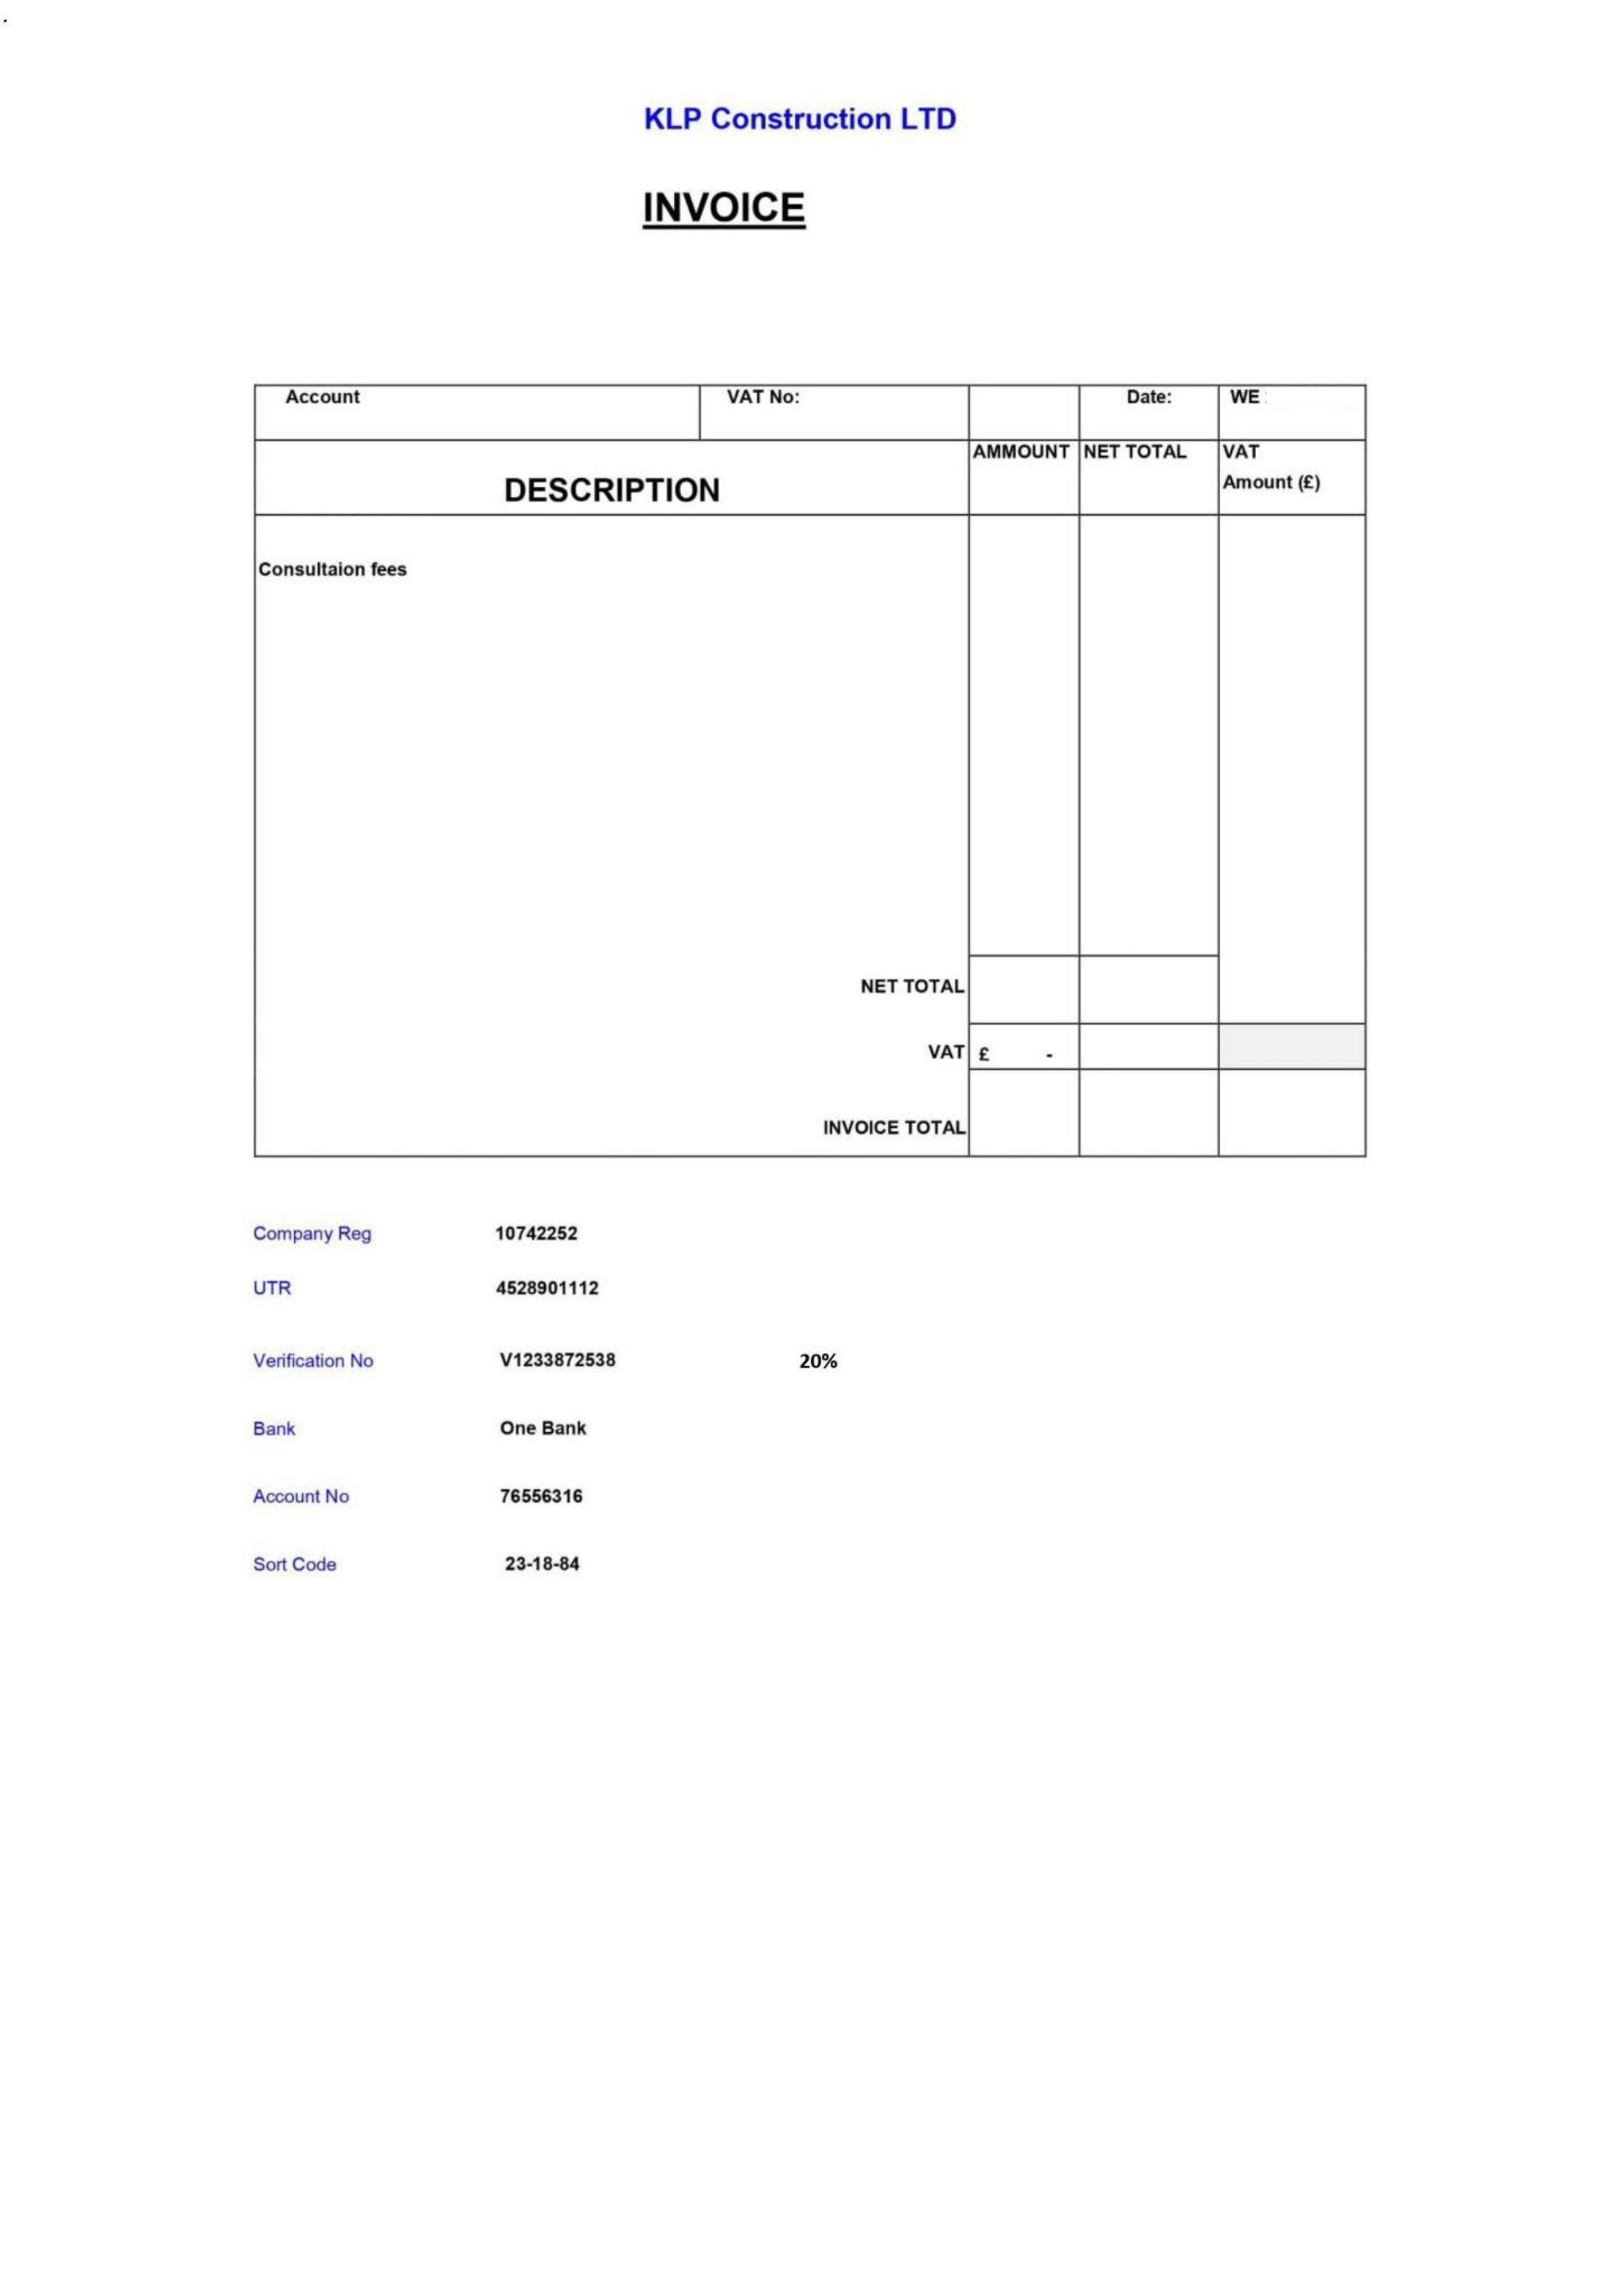 KLP Construction LTD
INVOICE
Account VAT No: Date: WE
DESCRIPTION AMMOUNT NET TOTAL VAT
Amount (£)
Consultaion fees
NET TOTAL
VAT £ -
INVOICE TOTAL
Company Reg 10742252
UTR 4528901112
Verification No V1233872538 20%
Bank One Bank
Account No 76556316
Sort Code 23-18-84